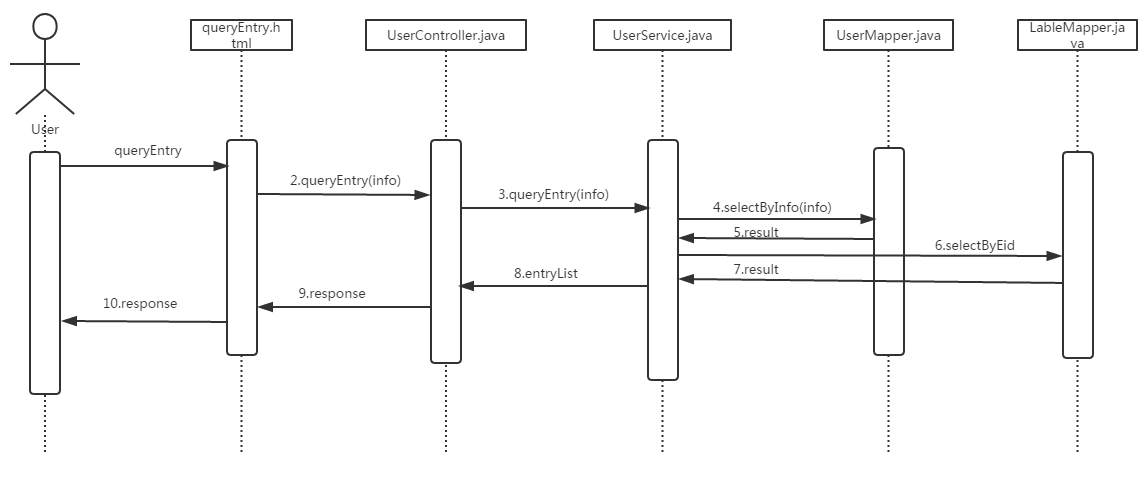 queryEntry.h
tml
UserController.java
UserService.java
UserMapper.java
LableMapper.ja
va
User
queryEntry
2.queryEntry(info)
3.queryEntry(info)
4.selectByInfo(info)
5.result
6.selectByEid
7.result
8.entryList
9.response
10.response